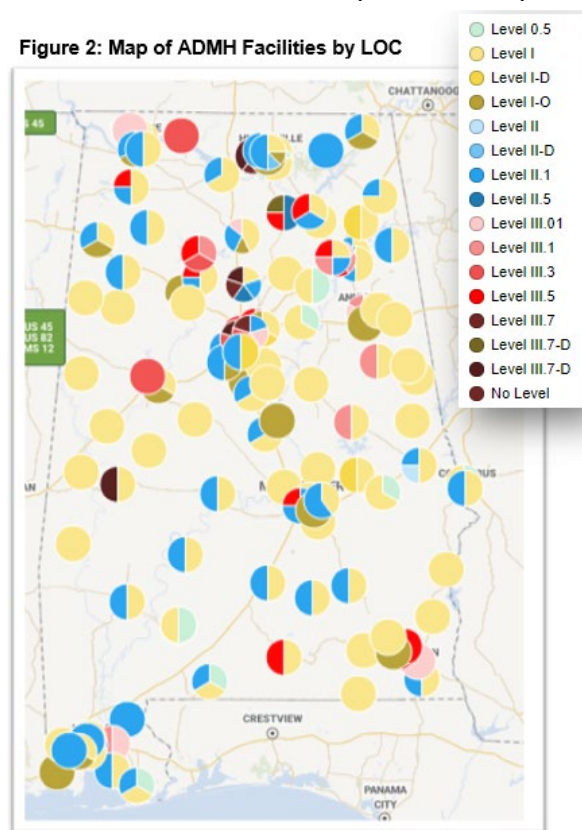 Figure 2: Map of ADMH Facilities by LOC
Level 0.5
Level I
Level I-D
Level I-O
Level II
Level II-D
Level II.1
Level II.5
Level III.01
Level III.1
Level III.3
Level III.5
Level III.7
Level III.7-D
Level III.7-D
No Level
CHATTANOOG
45
US 45
US 82
MS 12
CRESTVIEW
PANAMA
CITY